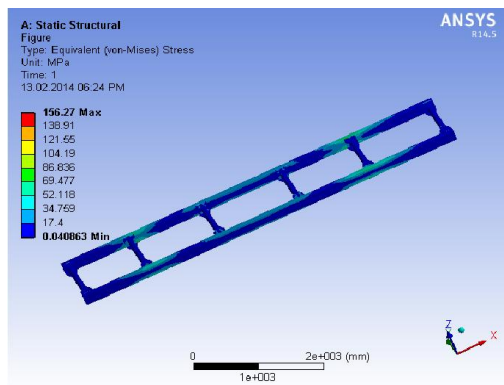 A: Static Structural
Figure
Type: Equivalent (von-Mises) Stress
Unit: MPa
Time: 1
13.02.2014 06:24 PM
ANSYS
R14.5
156.27 Max
138.91
121.55
104.19
86.836
69.477
52.118
34.759
17.4
0.040863 Min
0
2e+003 (mm)
1e+003
Z
X